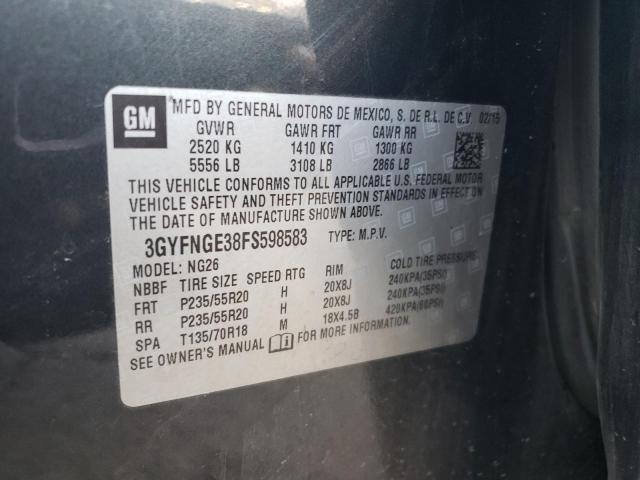 GM
MFD BY GENERAL MOTORS DE MEXICO, S. DE R.L. DE C.V. 02/15
GVWR GAWR FRT GAWR RR
2520 KG 1410 KG 1300 KG
5556 LB 3108 LB 2866 LB
THIS VEHICLE CONFORMS TO ALL APPLICABLE U.S. FEDERAL MOTOR
VEHICLE SAFETY AND THEFT PREVENTION STANDARDS IN EFFECT ON
THE DATE OF MANUFACTURE SHOWN ABOVE.
3GYFNGE38FS598583 TYPE: M.P.V.
MODEL: NG26
NBBF TIRE SIZE SPEED RTG RIM COLD TIRE PRESSURE
FRT P235/55R20 H 20X8J 240KPA(35PSI)
RR P235/55R20 H 20X8J 240KPA(35PSI)
SPA T135/70R18 M 18X4.5B 420KPA(60PSI)
SEE OWNER'S MANUAL FOR MORE INFORMATION.